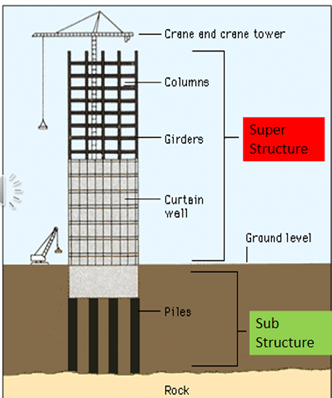 Crane and crane tower
Columns
Girders
Super
Structure
Curtain
wall
Ground level
Piles
Sub
Structure
Rock